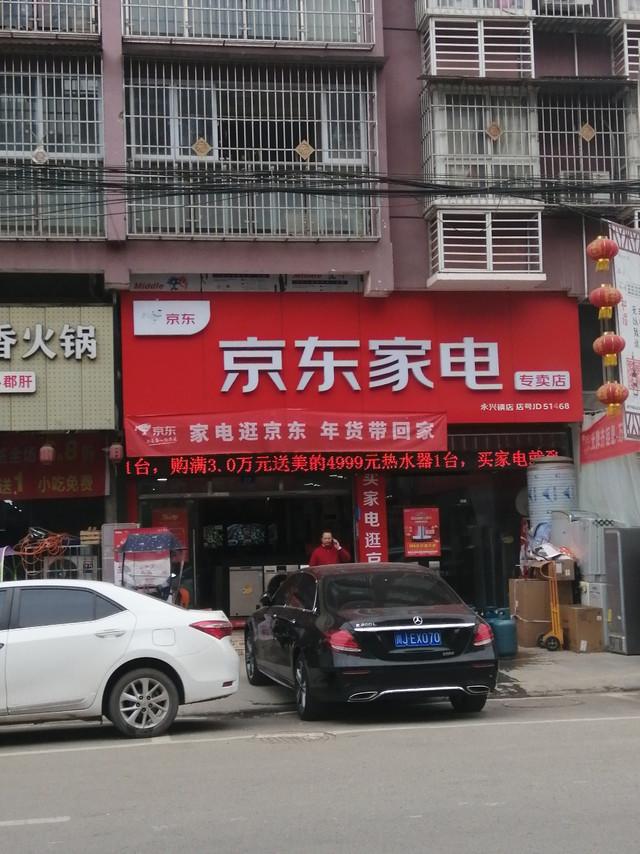 Middle
京东
京东家电
专卖店
永兴镇店 店号JD51468
香火锅
郡肝
京东
家电逛京东 年货带回家
1台，购满3.0万元送美的4999元热水器1台，买家电就
小吃免费
买家电逛京
JEX070